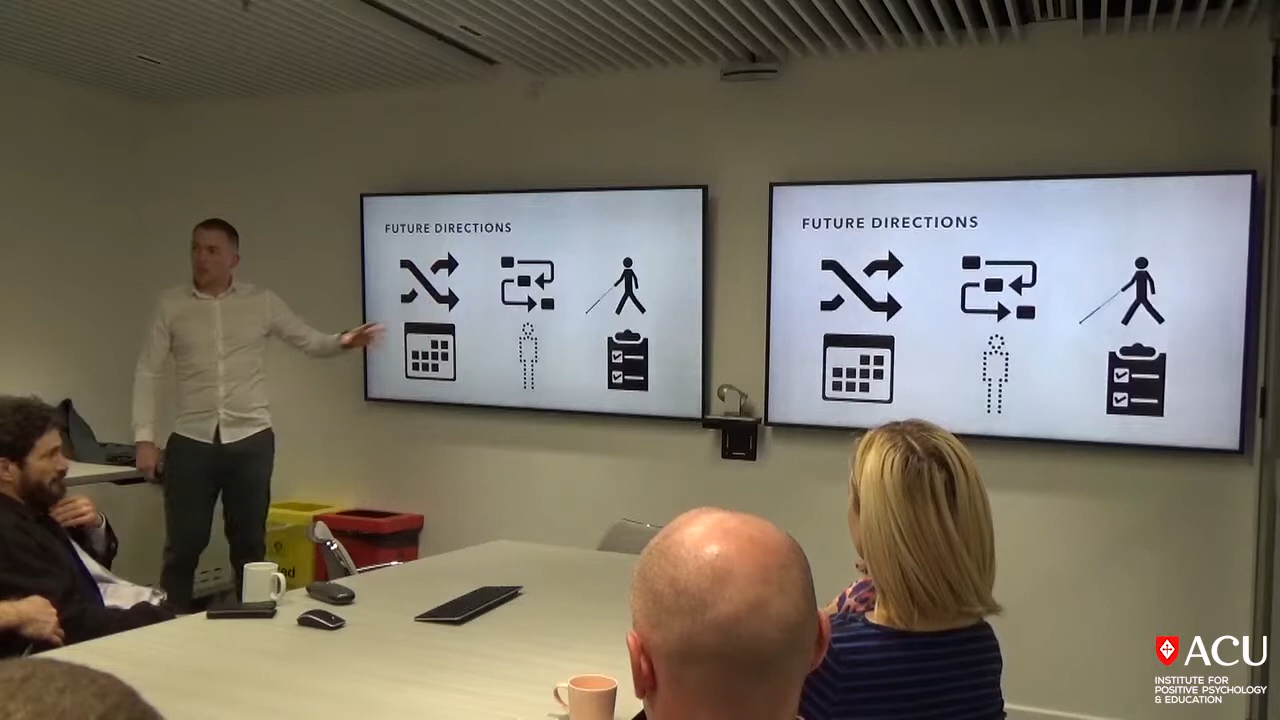 FUTURE DIRECTIONS
FUTURE DIRECTIONS
ACU
INSTITUTE FOR
POSITIVE PSYCHOLOGY
& EDUCATION